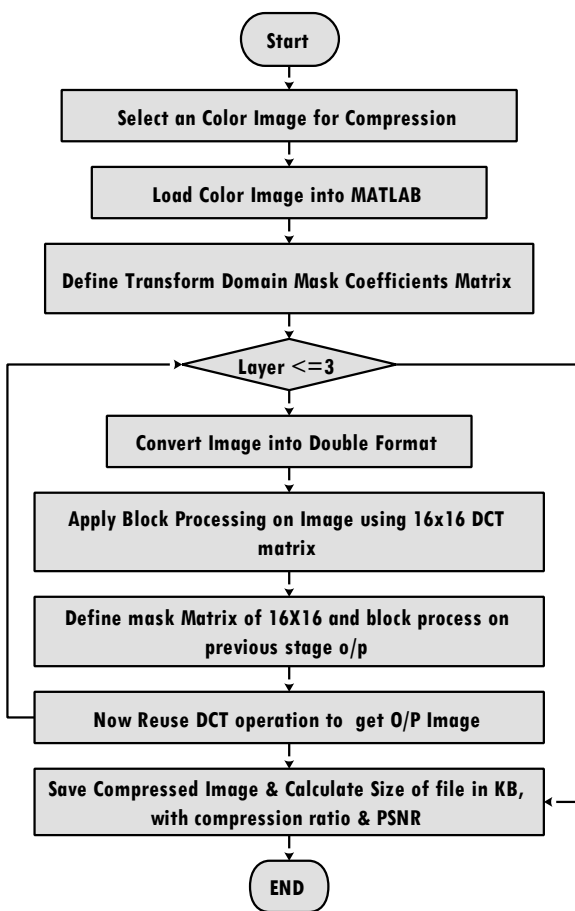 Start
Select an Color Image for Compression
Load Color Image into MATLAB
Define Transform Domain Mask Coefficients Matrix
Layer <=3
Convert Image into Double Format
Apply Block Processing on Image using 16x16 DCT
matrix
Define mask Matrix of 16X16 and block process on
previous stage o/p
Now Reuse DCT operation to get O/P Image
Save Compressed Image & Calculate Size of file in KB,
with compression ratio & PSNR
END